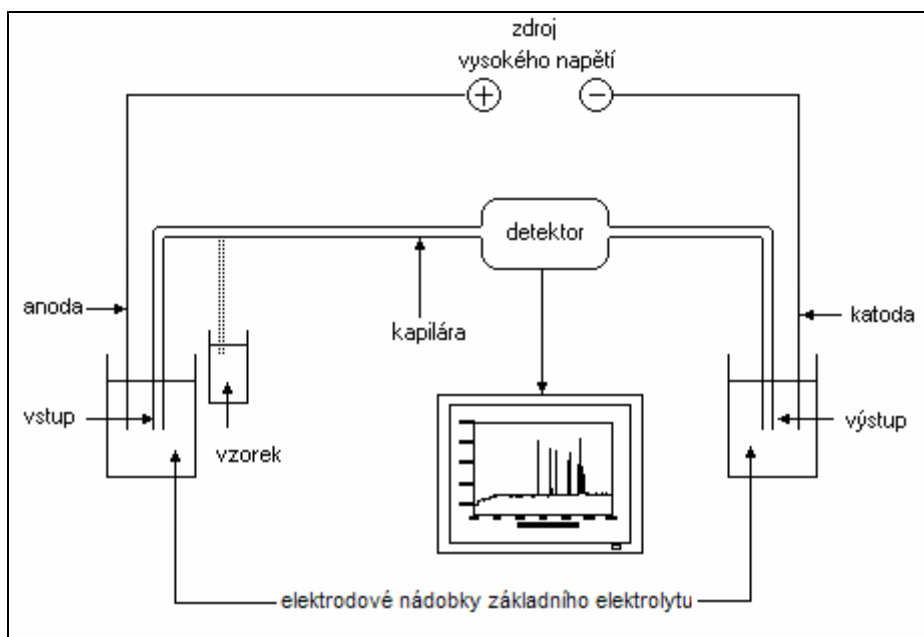 zdroj
vysokého napětí
+ −
detektor
anoda
kapilára
katoda
vstup
vzorek
výstup
elektrodové nádobky základního elektrolytu